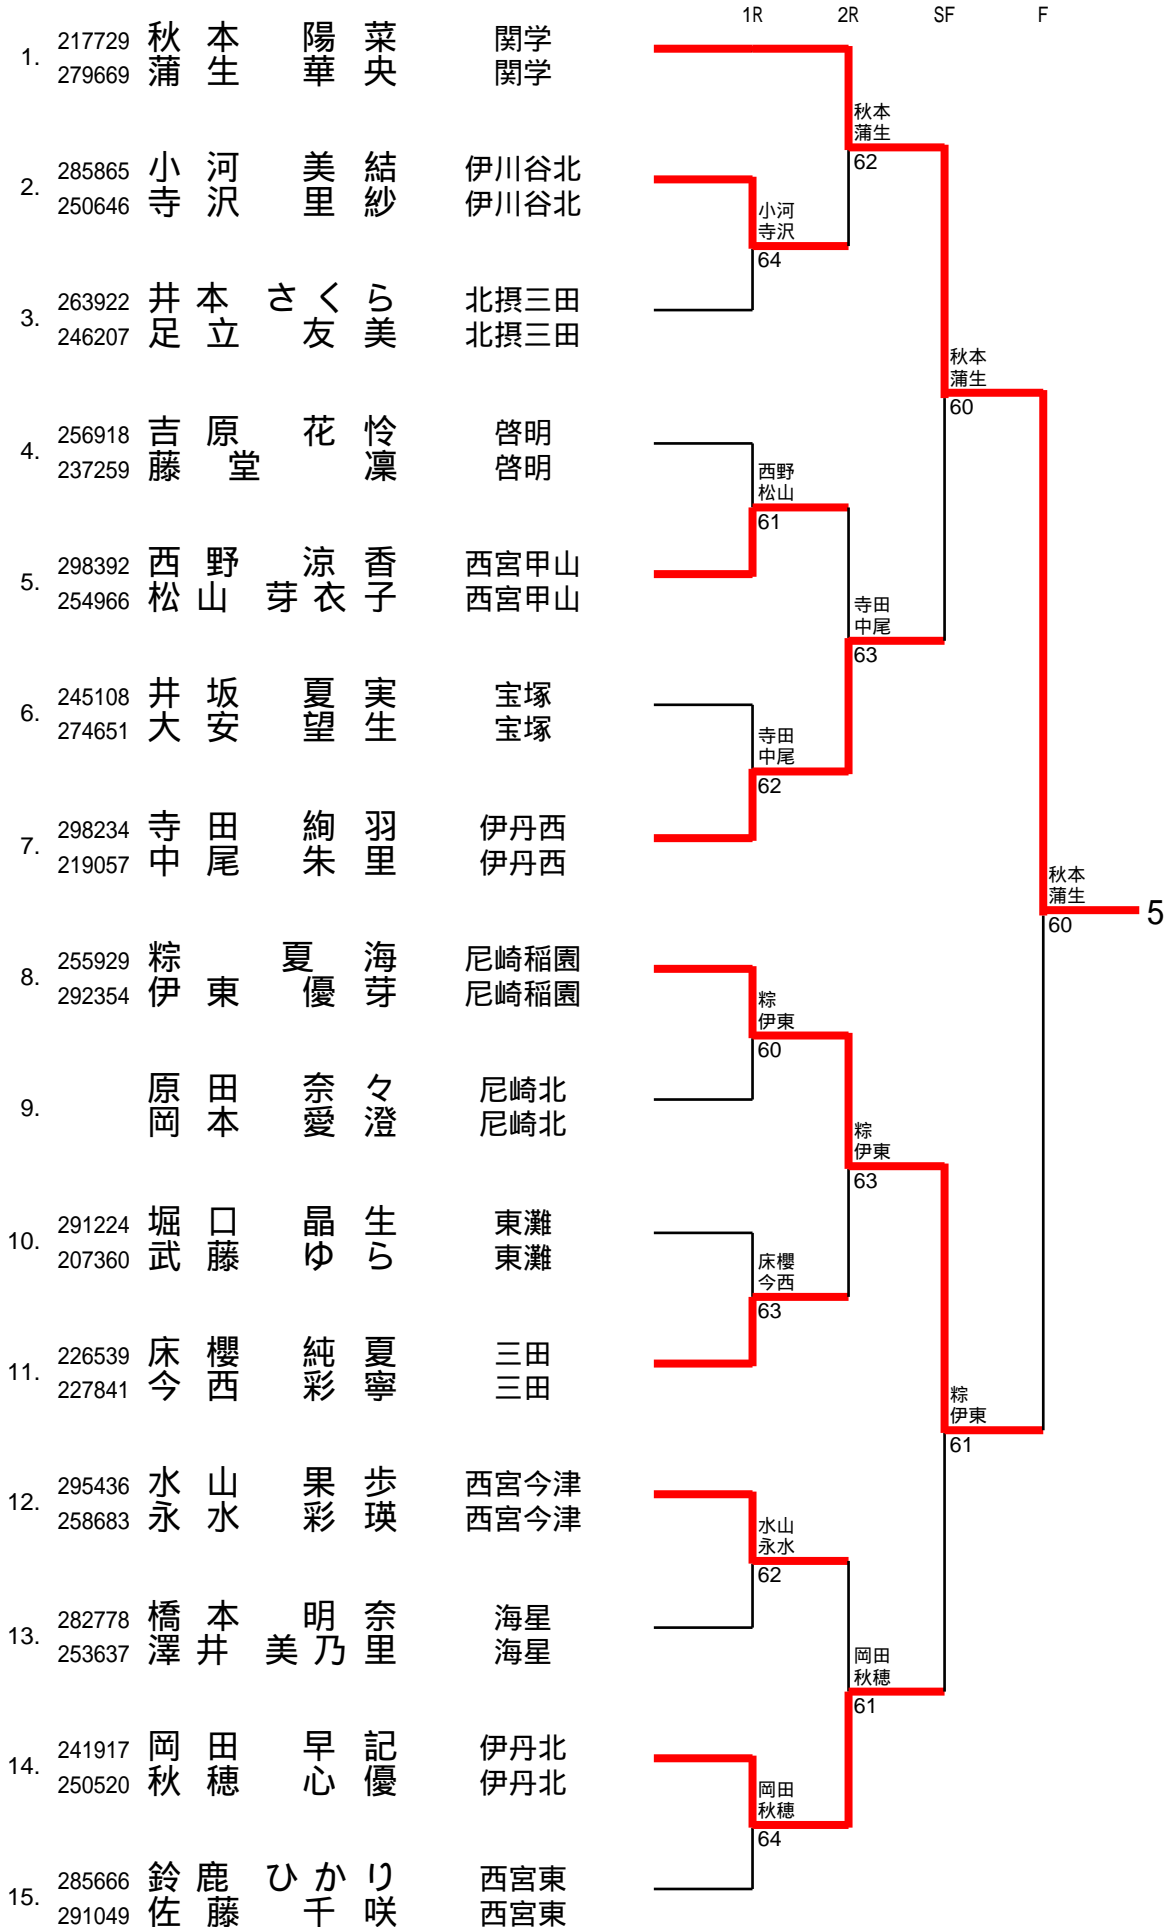 1R 2R SF F
1. 217729 秋本 陽菜 関学
279669 蒲生 華央 関学
秋本
蒲生
62
2. 285865 小河 美結 伊川谷北
250646 寺沢 里紗 伊川谷北
小河
寺沢
64
3. 263922 井本 さくら 北摂三田
246207 足立 友美 北摂三田
秋本
蒲生
60
4. 256918 吉原 花怜 啓明
237259 藤堂 凜 啓明
西野
松山
61
5. 298392 西野 涼香 西宮甲山
254966 松山 芽衣子 西宮甲山
寺田
中尾
63
6. 245108 井坂 夏実 宝塚
274651 大安 望生 宝塚
寺田
中尾
62
7. 298234 寺田 絢羽 伊丹西
219057 中尾 朱里 伊丹西
秋本
蒲生
60
5
8. 255929 粽 夏海 尼崎稲園
292354 伊東 優芽 尼崎稲園
粽
伊東
60
9. 原田 奈々 尼崎北
岡本 愛澄 尼崎北
粽
伊東
63
10. 291224 堀口 晶生 東灘
207360 武藤 ゆら 東灘
床櫻
今西
63
11. 226539 床櫻 純夏 三田
227841 今西 彩寧 三田
粽
伊東
61
12. 295436 水山 果歩 西宮今津
258683 永水 彩瑛 西宮今津
水山
永水
62
13. 282778 橋本 明奈 海星
253637 澤井 美乃里 海星
岡田
秋穂
61
14. 241917 岡田 早記 伊丹北
250520 秋穂 心優 伊丹北
岡田
秋穂
64
15. 285666 鈴鹿 ひかり 西宮東
291049 佐藤 千咲 西宮東